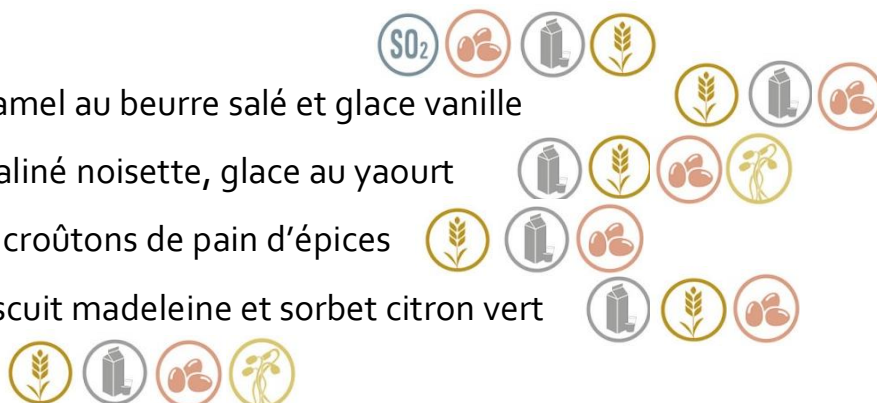 SO₂
amel au beurre salé et glace vanille
aliné noisette, glace au yaourt
croûtons de pain d’épices
scuit madeleine et sorbet citron vert